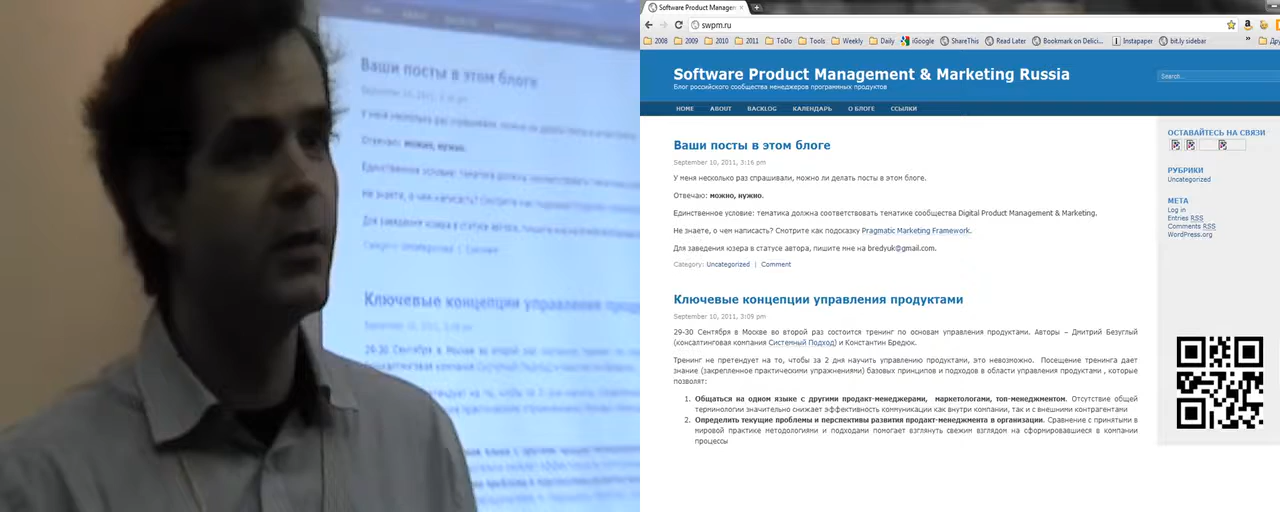 Ваши посты в этом блоге
September 10, 2011, 3:16 pm
Ключевые концепции управления
Software Product Manager
swpm.ru
2008 2009 2010 2011 ToDo Tools Weekly Daily iGoogle ShareThis Read Later Bookmark on Delici... Instapaper bit.ly sidebar » Дру
Software Product Management & Marketing Russia
Блог российского сообщества менеджеров программных продуктов
Search...
HOME ABOUT BACKLOG КАЛЕНДАРЬ О БЛОГЕ ССЫЛКИ
Ваши посты в этом блоге
September 10, 2011, 3:16 pm
У меня несколько раз спрашивали, можно ли делать посты в этом блоге.
Отвечаю: можно, нужно.
Единственное условие: тематика должна соответствовать тематике сообщества Digital Product Management & Marketing.
Не знаете, о чем написать? Смотрите как подсказку Pragmatic Marketing Framework.
Для заведения юзера в статусе автора, пишите мне на bredyuk@gmail.com.
Category: Uncategorized | Comment
Ключевые концепции управления продуктами
September 10, 2011, 3:09 pm
29-30 Сентября в Москве во второй раз состоится тренинг по основам управления продуктами. Авторы – Дмитрий Безуглый
(консалтинговая компания Системный Подход) и Константин Бредюк.
Тренинг не претендует на то, чтобы за 2 дня научить управлению продуктами, это невозможно. Посещение тренинга дает
знание (закрепленное практическими упражнениями) базовых принципов и подходов в области управления продуктами , которые
позволят:
1. Общаться на одном языке с другими продакт-менеджерами, маркетологами, топ-менеджментом. Отсутствие общей
терминологии значительно снижает эффективность коммуникации как внутри компании, так и с внешними контрагентами
2. Определить текущие проблемы и перспективы развития продакт-менеджмента в организации. Сравнение с принятыми в
мировой практике методологиями и подходами помогает взглянуть свежим взглядом на сформировавшиеся в компании
процессы
ОСТАВАЙТЕСЬ НА СВЯЗИ
РУБРИКИ
Uncategorized
МЕТА
Log in
Entries RSS
Comments RSS
WordPress.org